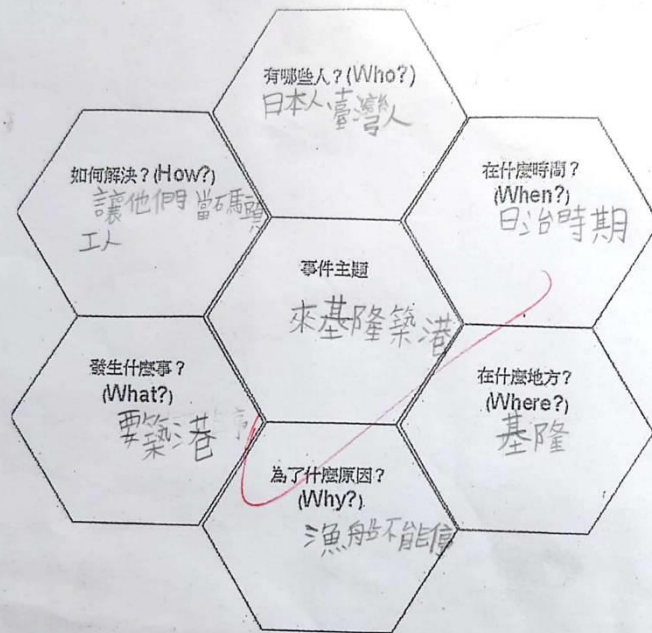 有哪些人？(Who?)
日本人、臺灣人
如何解決？(How?)
讓他們當碼頭
工人
在什麼時間？
(When?)
日治時期
事件主題
來基隆築港
發生什麼事？
(What?)
要築港
在什麼地方？
(Where?)
基隆
為了什麼原因？
(Why?)
漁船不能停